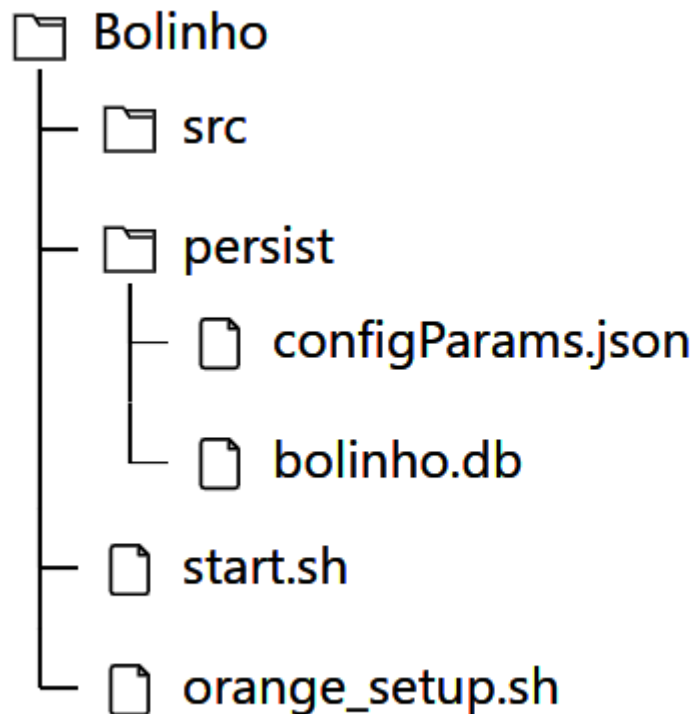 Bolinho
src
persist
configParams.json
bolinho.db
start.sh
orange_setup.sh